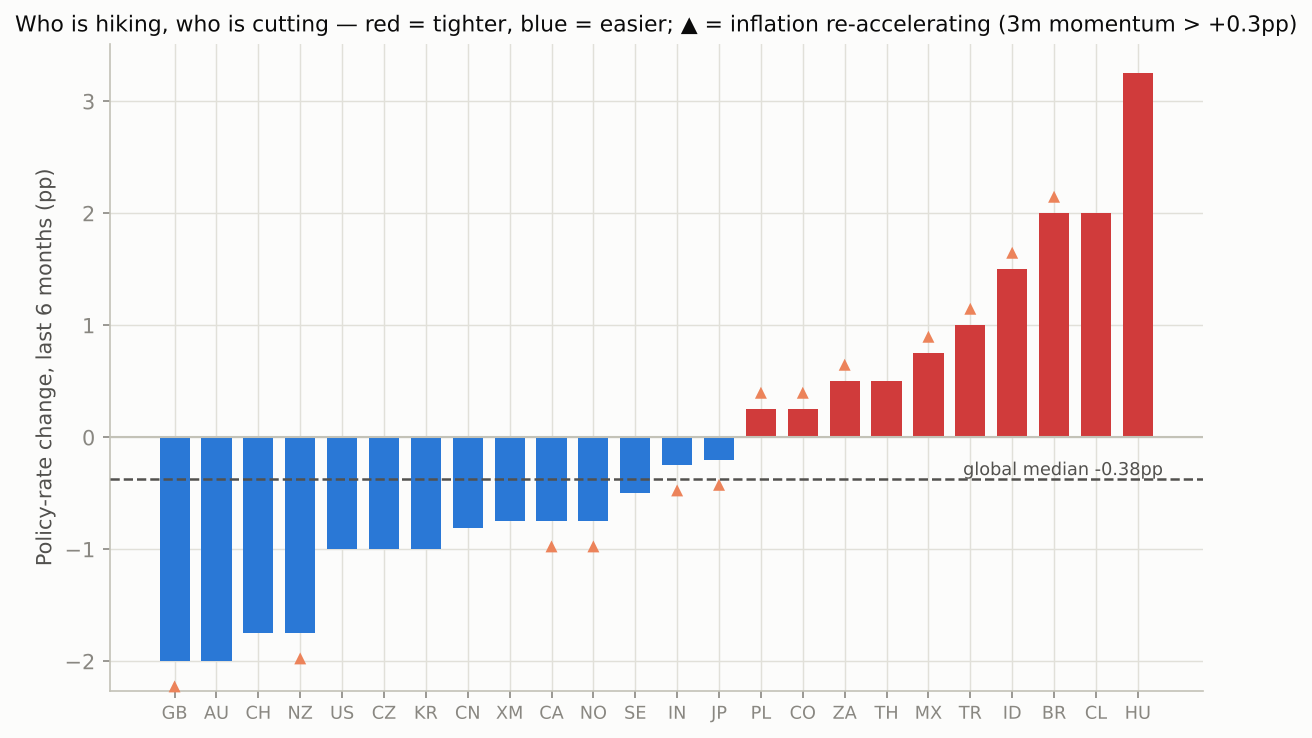 Who is hiking, who is cutting — red = tighter, blue = easier; ▲ = inflation re-accelerating (3m momentum > +0.3pp)
Policy-rate change, last 6 months (pp)
3
2
1
0
−1
−2
global median -0.38pp
GB AU CH NZ US CZ KR CN XM CA NO SE IN JP PL CO ZA TH MX TR ID BR CL HU